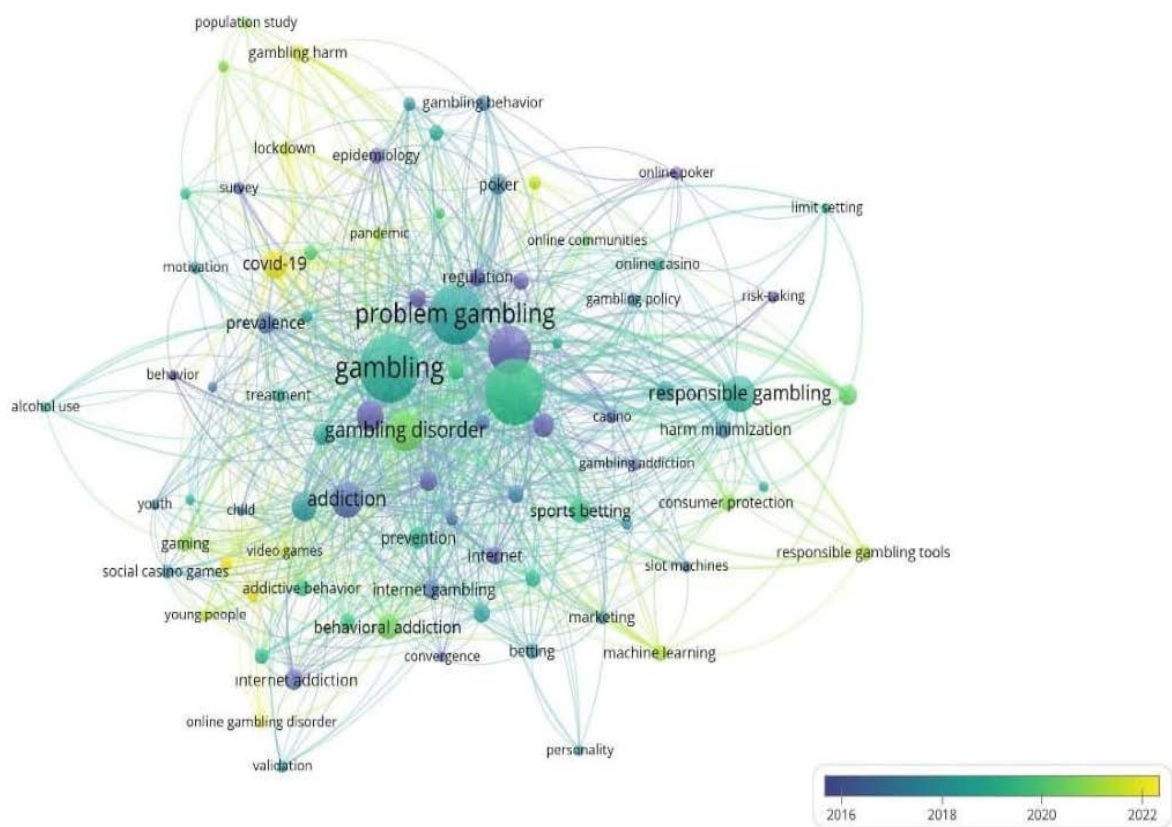 population study
gambling harm
gambling behavior
lockdown
epidemiology
online poker
survey
poker
limit setting
pandemic
online communities
motivation
covid-19
online casino
regulation
gambling policy
risk-taking
problem gambling
prevalence
gambling
behavior
treatment
responsible gambling
alcohol use
casino
gambling disorder
harm minimization
gambling addiction
addiction
youth
child
sports betting
consumer protection
prevention
gaming
video games
internet
responsible gambling tools
social casino games
slot machines
addictive behavior
internet gambling
young people
marketing
behavioral addiction
convergence
betting
machine learning
internet addiction
online gambling disorder
personality
validation
2016 2018 2020 2022